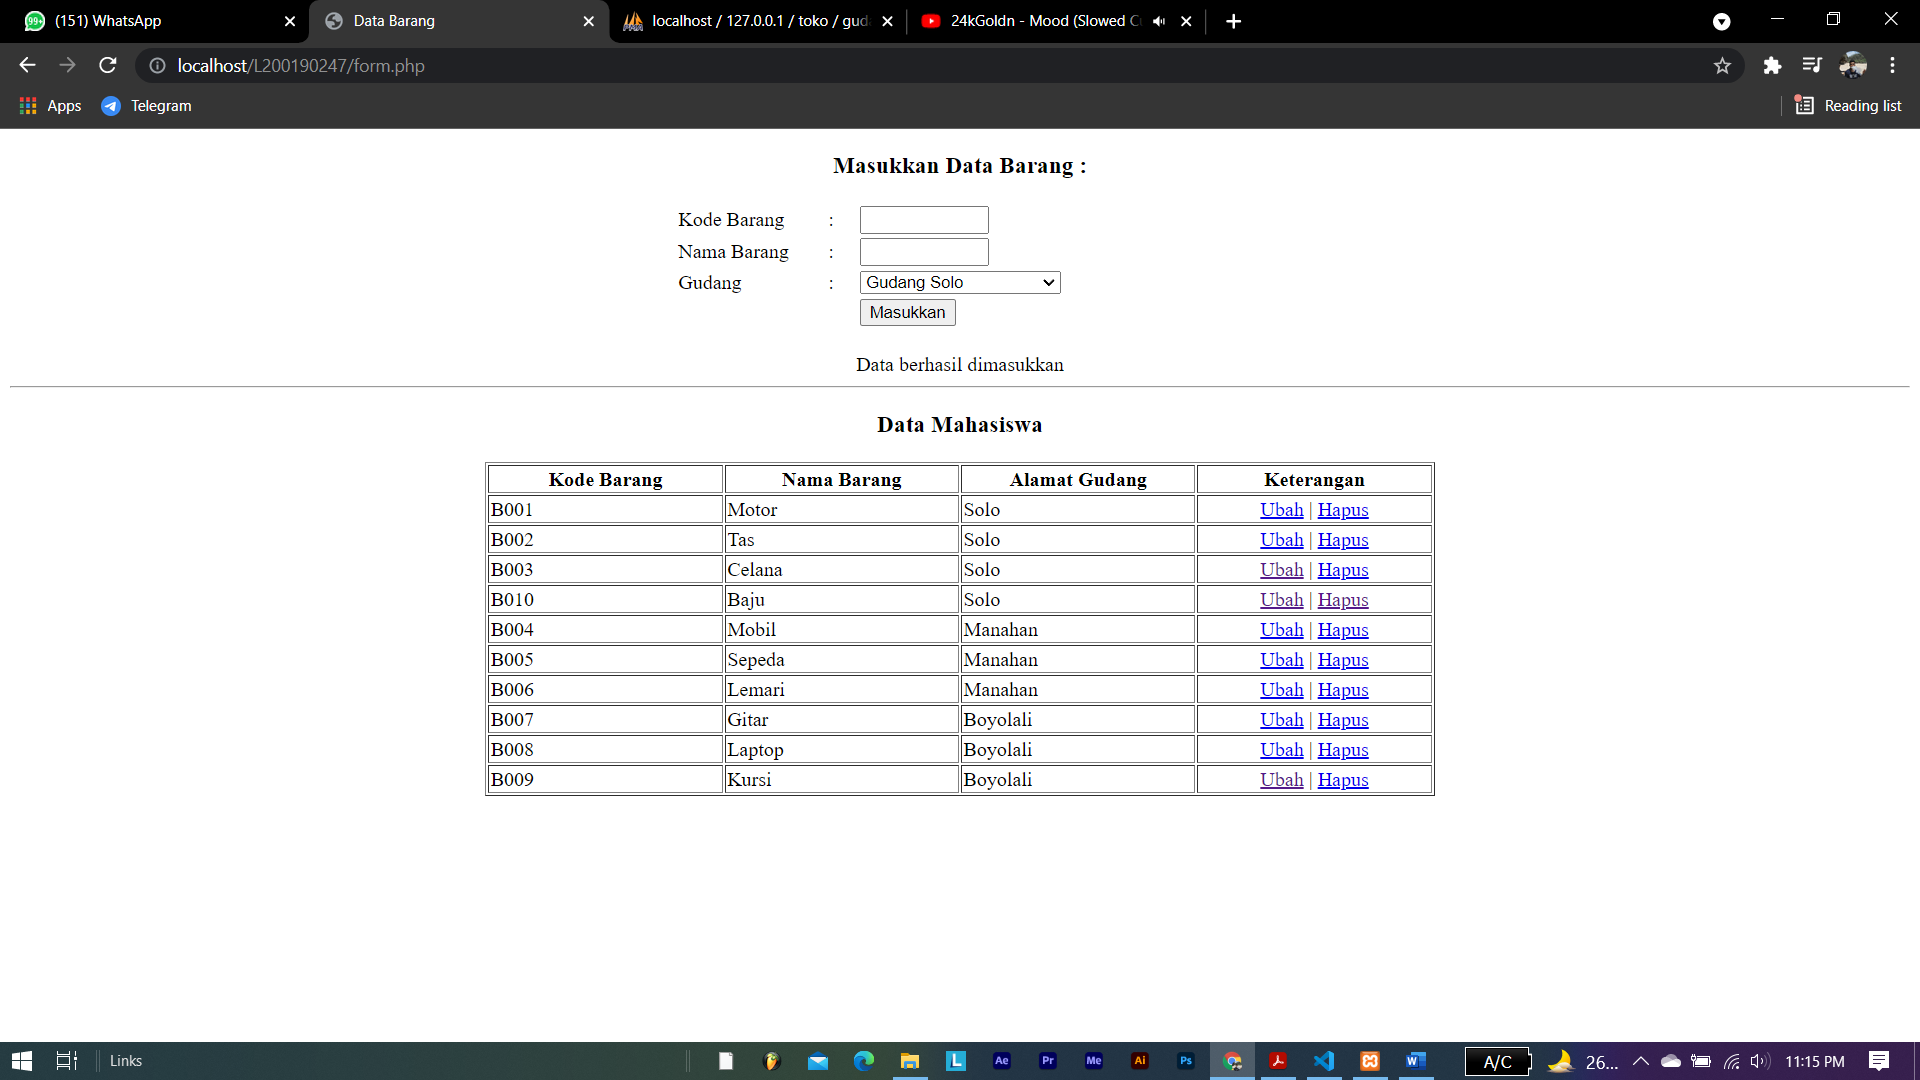 (151) WhatsApp
Data Barang
localhost / 127.0.0.1 / toko / gud
24kGoldn - Mood (Slowed
localhost/L200190247/form.php
Apps
Telegram
Reading list
Masukkan Data Barang :
Kode Barang :
Nama Barang :
Gudang : Gudang Solo
Masukkan
Data berhasil dimasukkan
Data Mahasiswa
Kode Barang Nama Barang Alamat Gudang Keterangan
B001 Motor Solo Ubah | Hapus
B002 Tas Solo Ubah | Hapus
B003 Celana Solo Ubah | Hapus
B010 Baju Solo Ubah | Hapus
B004 Mobil Manahan Ubah | Hapus
B005 Sepeda Manahan Ubah | Hapus
B006 Lemari Manahan Ubah | Hapus
B007 Gitar Boyolali Ubah | Hapus
B008 Laptop Boyolali Ubah | Hapus
B009 Kursi Boyolali Ubah | Hapus
Links
L Ae Pr Me Ai Ps W
A/C
26...
11:15 PM